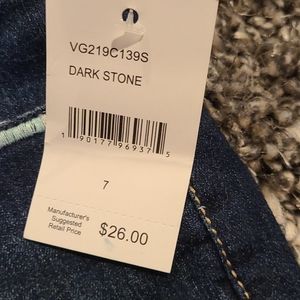 VG219C139S
DARK STONE
1 90177 96937 5
7
Manufacturer's
Suggested
Retail Price
$26.00